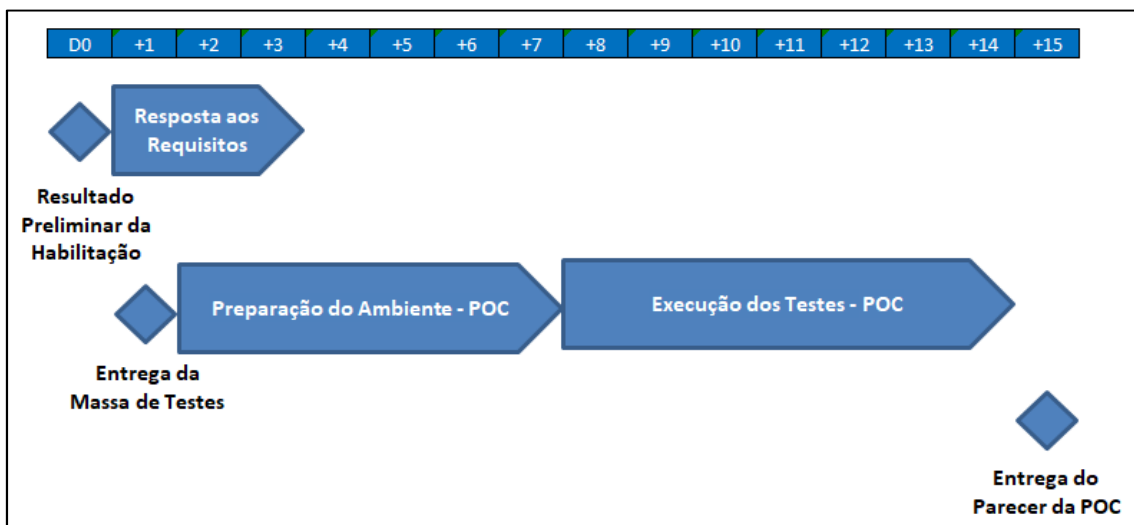 D0 +1 +2 +3 +4 +5 +6 +7 +8 +9 +10 +11 +12 +13 +14 +15
Resposta aos
Requisitos
Resultado
Preliminar da
Habilitação
Preparação do Ambiente - POC
Execução dos Testes - POC
Entrega da
Massa de Testes
Entrega do
Parecer da POC